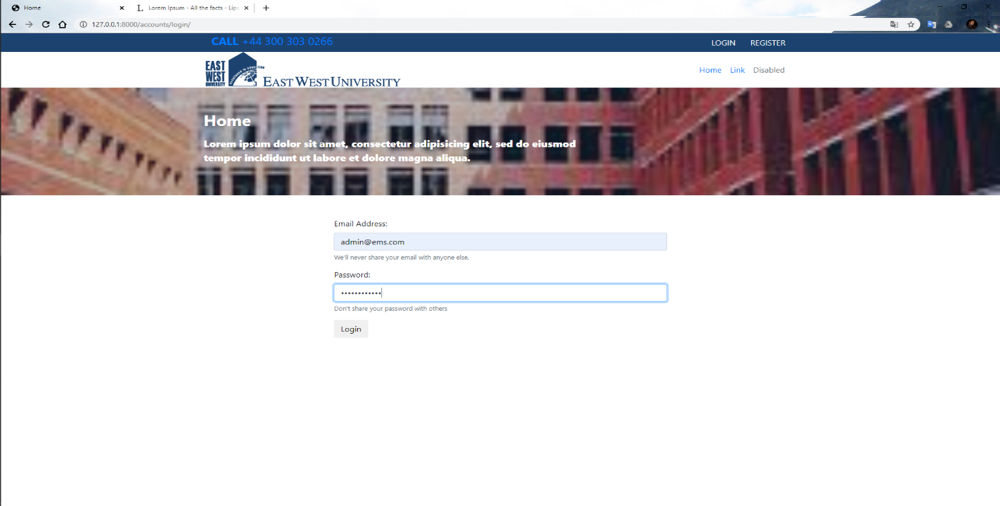 Home
Lorem Ipsum - All the facts - Lip
127.0.0.1:8000/accounts/login/
CALL +44 300 303 0266
LOGIN REGISTER
EAST
WEST
UNIVERSITY
EAST WEST UNIVERSITY
Home Link Disabled
Home
Lorem ipsum dolor sit amet, consectetur adipisicing elit, sed do eiusmod
tempor incididunt ut labore et dolore magna aliqua.
Email Address:
admin@ems.com
We'll never share your email with anyone else.
Password:
••••••••••••
Don't share your password with others
Login